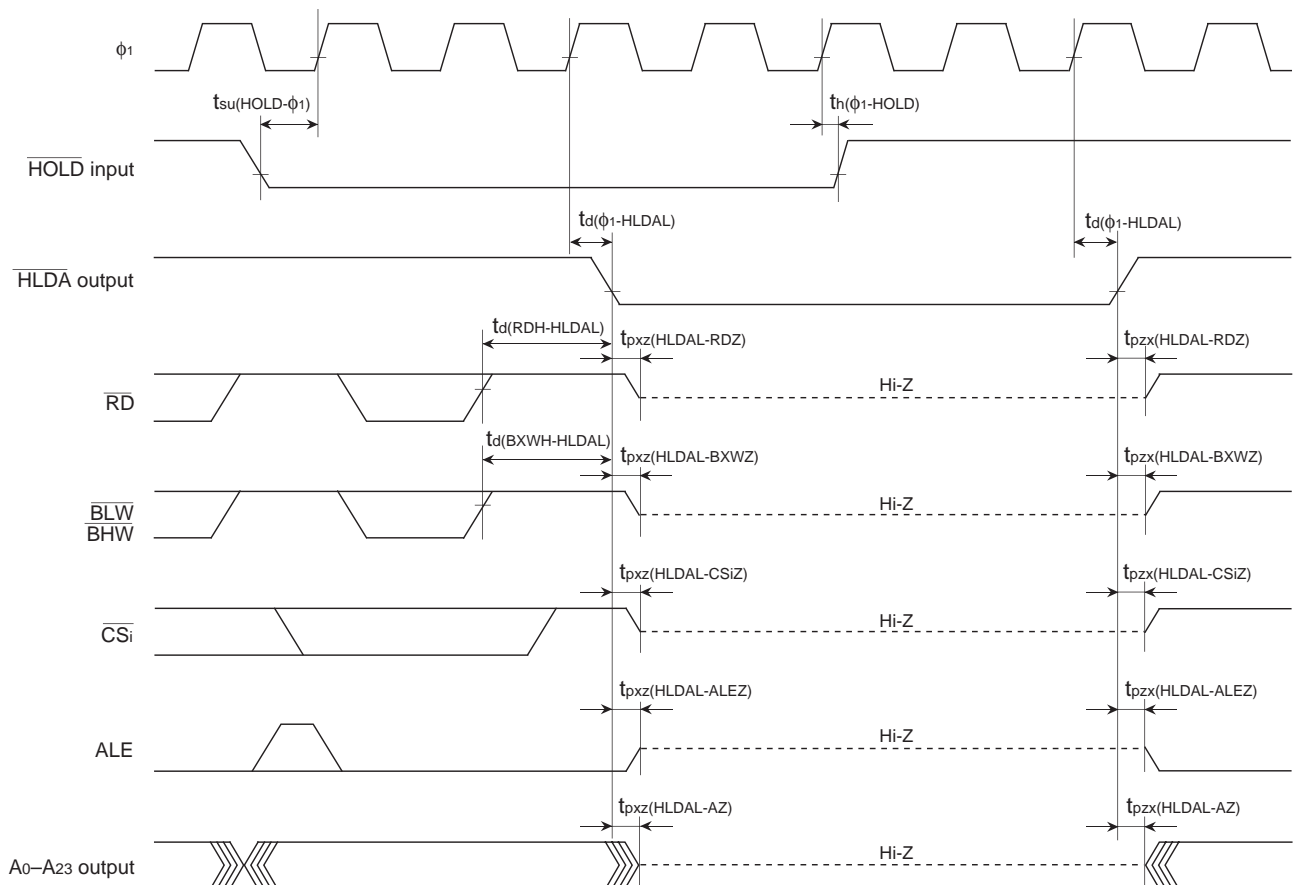 ϕ1
tsu(HOLD-ϕ1)
th(ϕ1-HOLD)
HOLD input
td(ϕ1-HLDAL)
td(ϕ1-HLDAL)
HLDA output
td(RDH-HLDAL)
tpxz(HLDAL-RDZ)
tpzx(HLDAL-RDZ)
Hi-Z
RD
td(BXWH-HLDAL)
tpxz(HLDAL-BXWZ)
tpzx(HLDAL-BXWZ)
Hi-Z
BLW
BHW
tpxz(HLDAL-CSiZ)
tpzx(HLDAL-CSiZ)
Hi-Z
CSi
tpxz(HLDAL-ALEZ)
tpzx(HLDAL-ALEZ)
Hi-Z
ALE
tpxz(HLDAL-AZ)
tpzx(HLDAL-AZ)
Hi-Z
A0–A23 output